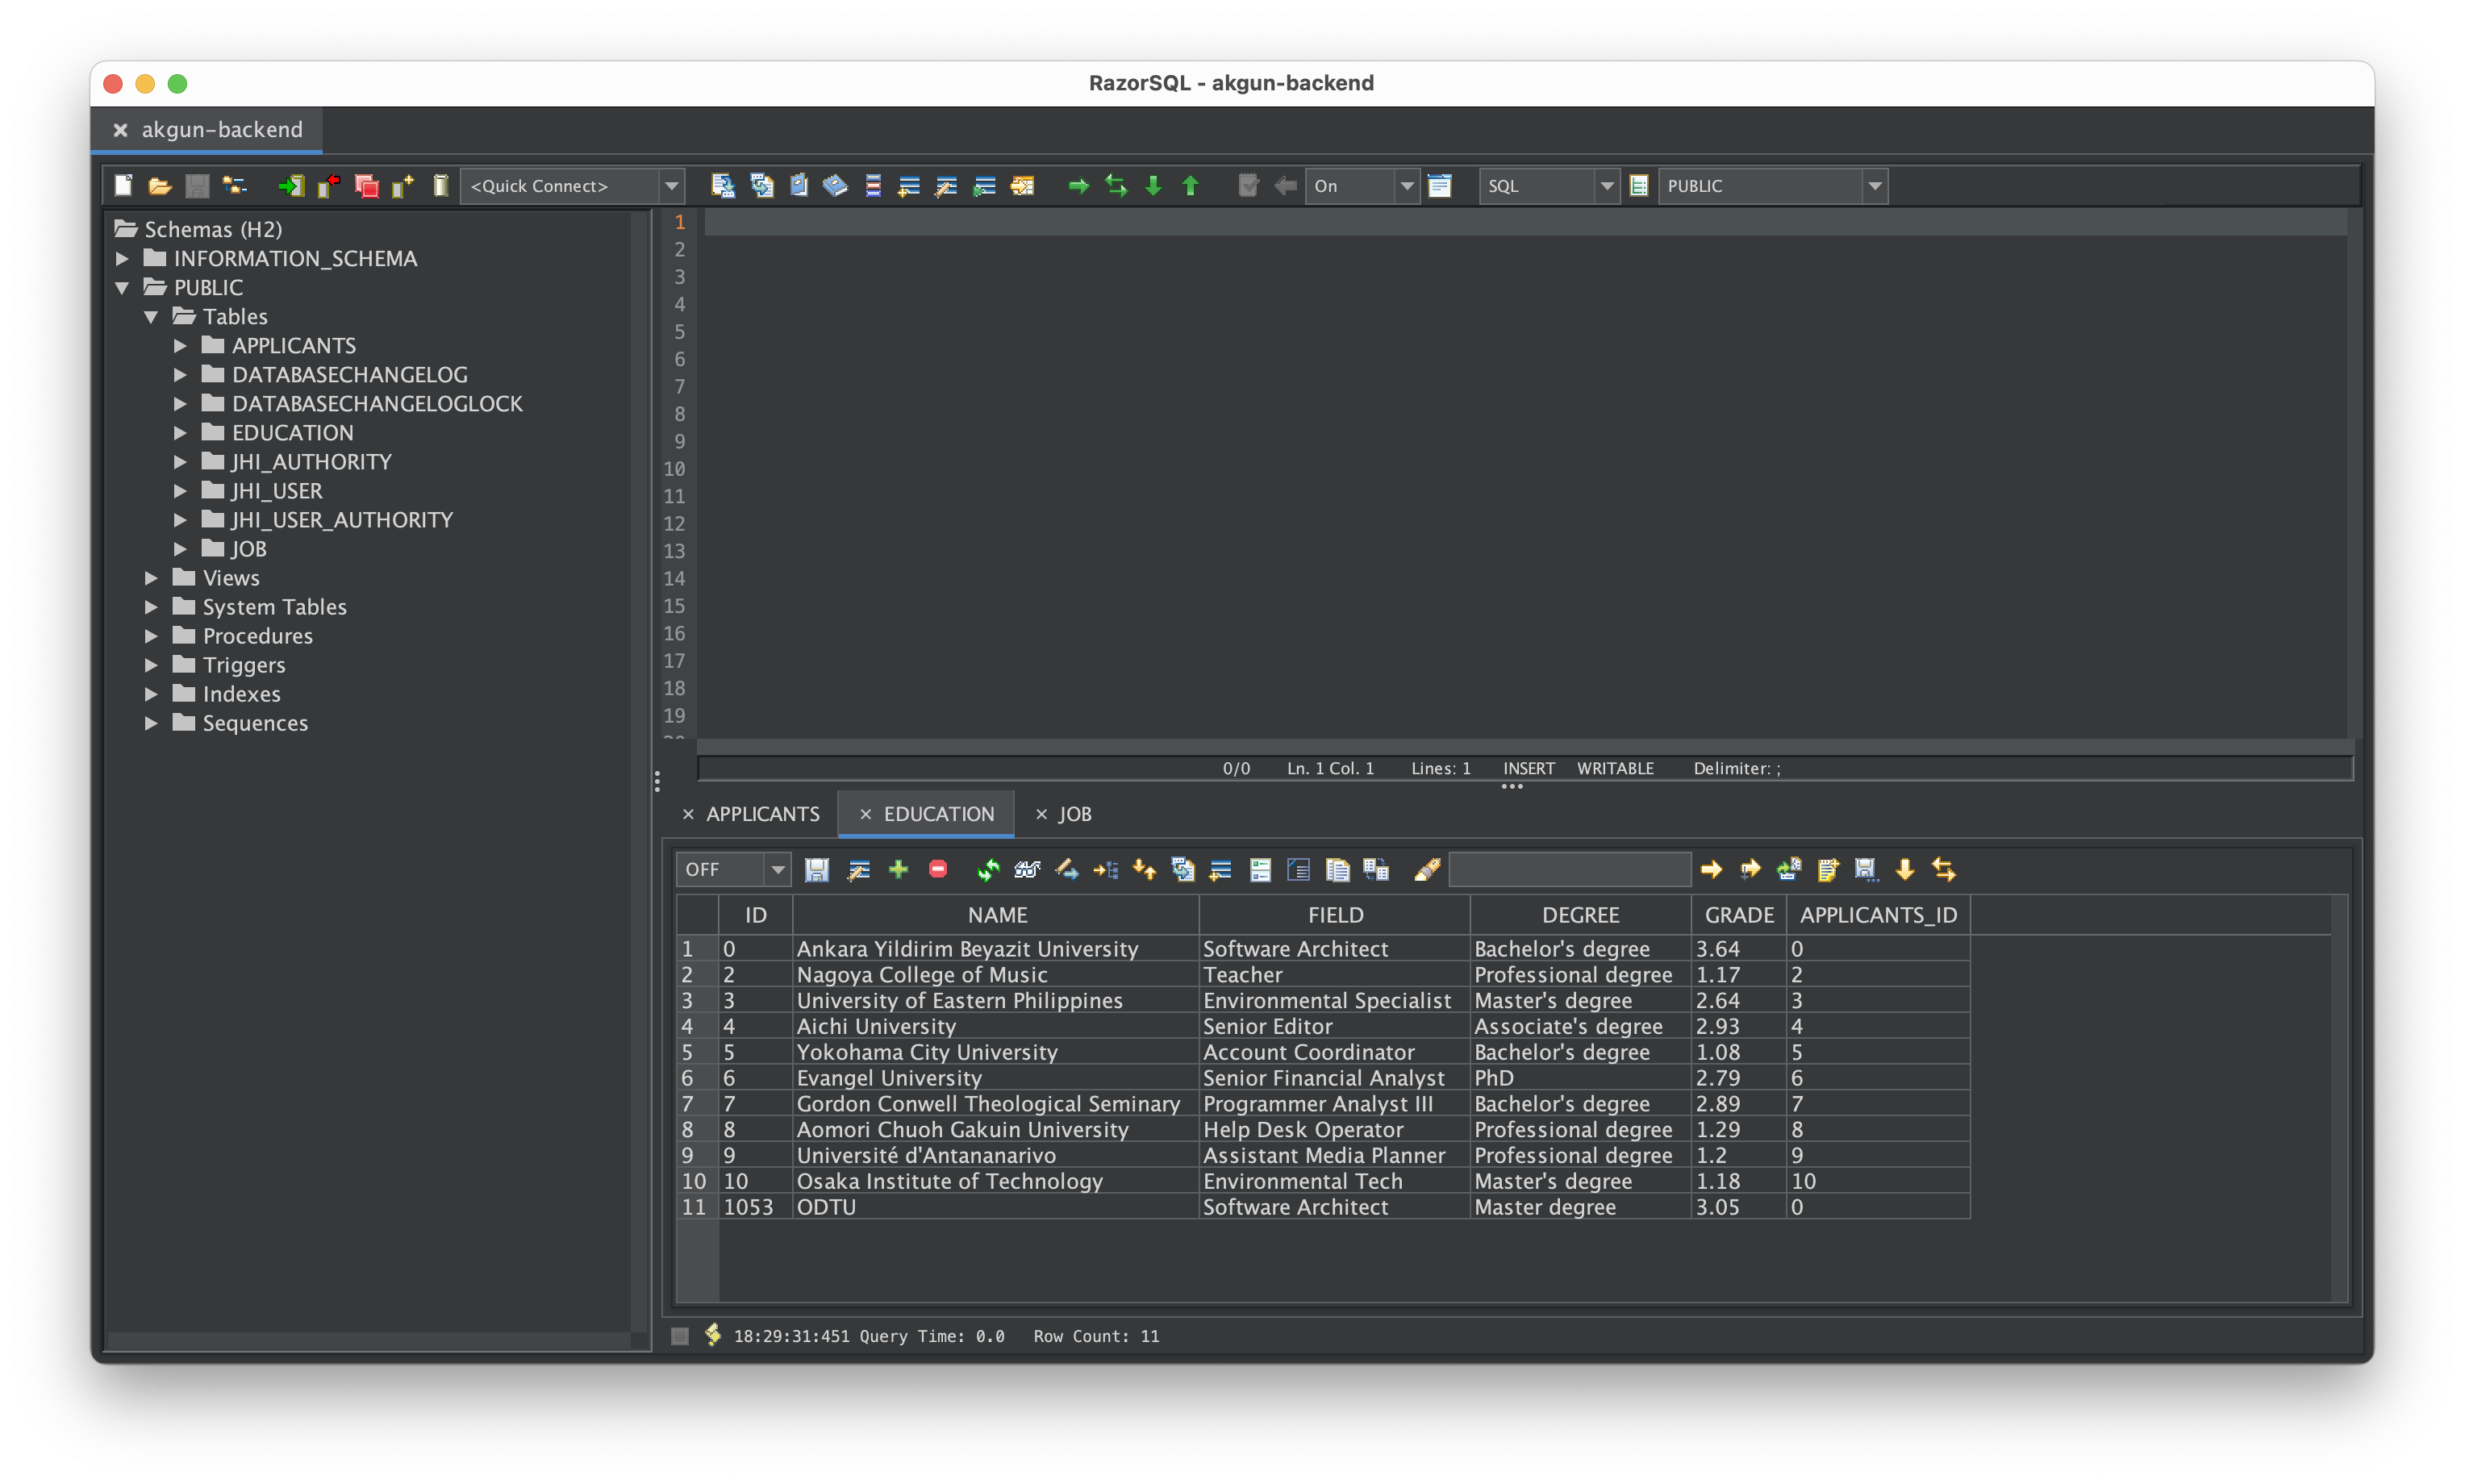 RazorSQL - akgun-backend
akgun-backend
<Quick Connect>
On
SQL
PUBLIC
Schemas (H2)
INFORMATION_SCHEMA
PUBLIC
Tables
APPLICANTS
DATABASECHANGELOG
DATABASECHANGELOGLOCK
EDUCATION
JHI_AUTHORITY
JHI_USER
JHI_USER_AUTHORITY
JOB
Views
System Tables
Procedures
Triggers
Indexes
Sequences
1
2
3
4
5
6
7
8
9
10
11
12
13
14
15
16
17
18
19
0/0 Ln. 1 Col. 1 Lines: 1 INSERT WRITABLE Delimiter: ;
APPLICANTS EDUCATION JOB
OFF
ID NAME FIELD DEGREE GRADE APPLICANTS_ID
1 0 Ankara Yildirim Beyazit University Software Architect Bachelor's degree 3.64 0
2 2 Nagoya College of Music Teacher Professional degree 1.17 2
3 3 University of Eastern Philippines Environmental Specialist Master's degree 2.64 3
4 4 Aichi University Senior Editor Associate's degree 2.93 4
5 5 Yokohama City University Account Coordinator Bachelor's degree 1.08 5
6 6 Evangel University Senior Financial Analyst PhD 2.79 6
7 7 Gordon Conwell Theological Seminary Programmer Analyst III Bachelor's degree 2.89 7
8 8 Aomori Chuoh Gakuin University Help Desk Operator Professional degree 1.29 8
9 9 Université d'Antananarivo Assistant Media Planner Professional degree 1.2 9
10 10 Osaka Institute of Technology Environmental Tech Master's degree 1.18 10
11 1053 ODTU Software Architect Master degree 3.05 0
18:29:31:451 Query Time: 0.0 Row Count: 11